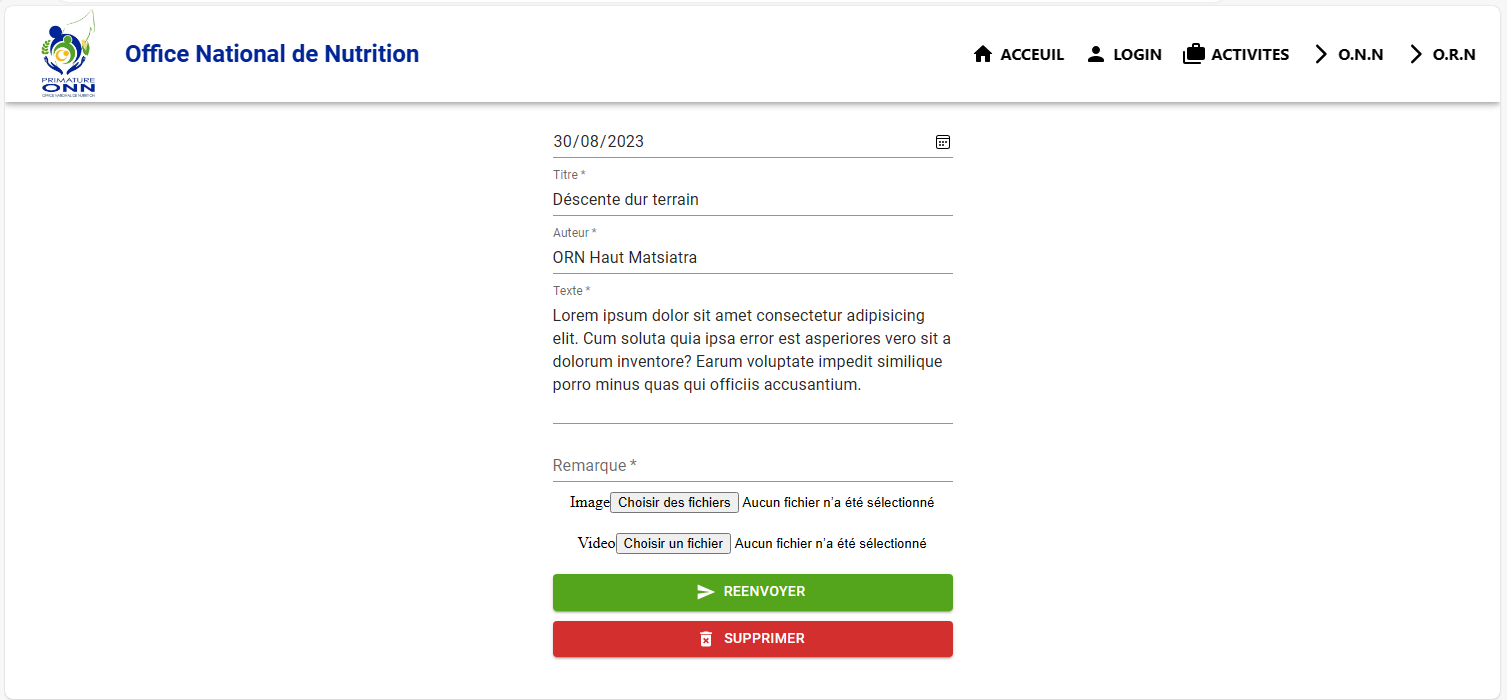 PRIMATURE
ONN
OFFICE NATIONAL DE NUTRITION
Office National de Nutrition
ACCEUIL
LOGIN
ACTIVITES
O.N.N
O.R.N
30/08/2023
Titre *
Déscente dur terrain
Auteur *
ORN Haut Matsiatra
Texte *
Lorem ipsum dolor sit amet consectetur adipisicing
elit. Cum soluta quia ipsa error est asperiores vero sit a
dolorum inventore? Earum voluptate impedit similique
porro minus quas qui officiis accusantium.
Remarque *
Image Choisir des fichiers Aucun fichier n'a été sélectionné
Video Choisir un fichier Aucun fichier n'a été sélectionné
REENVOYER
SUPPRIMER